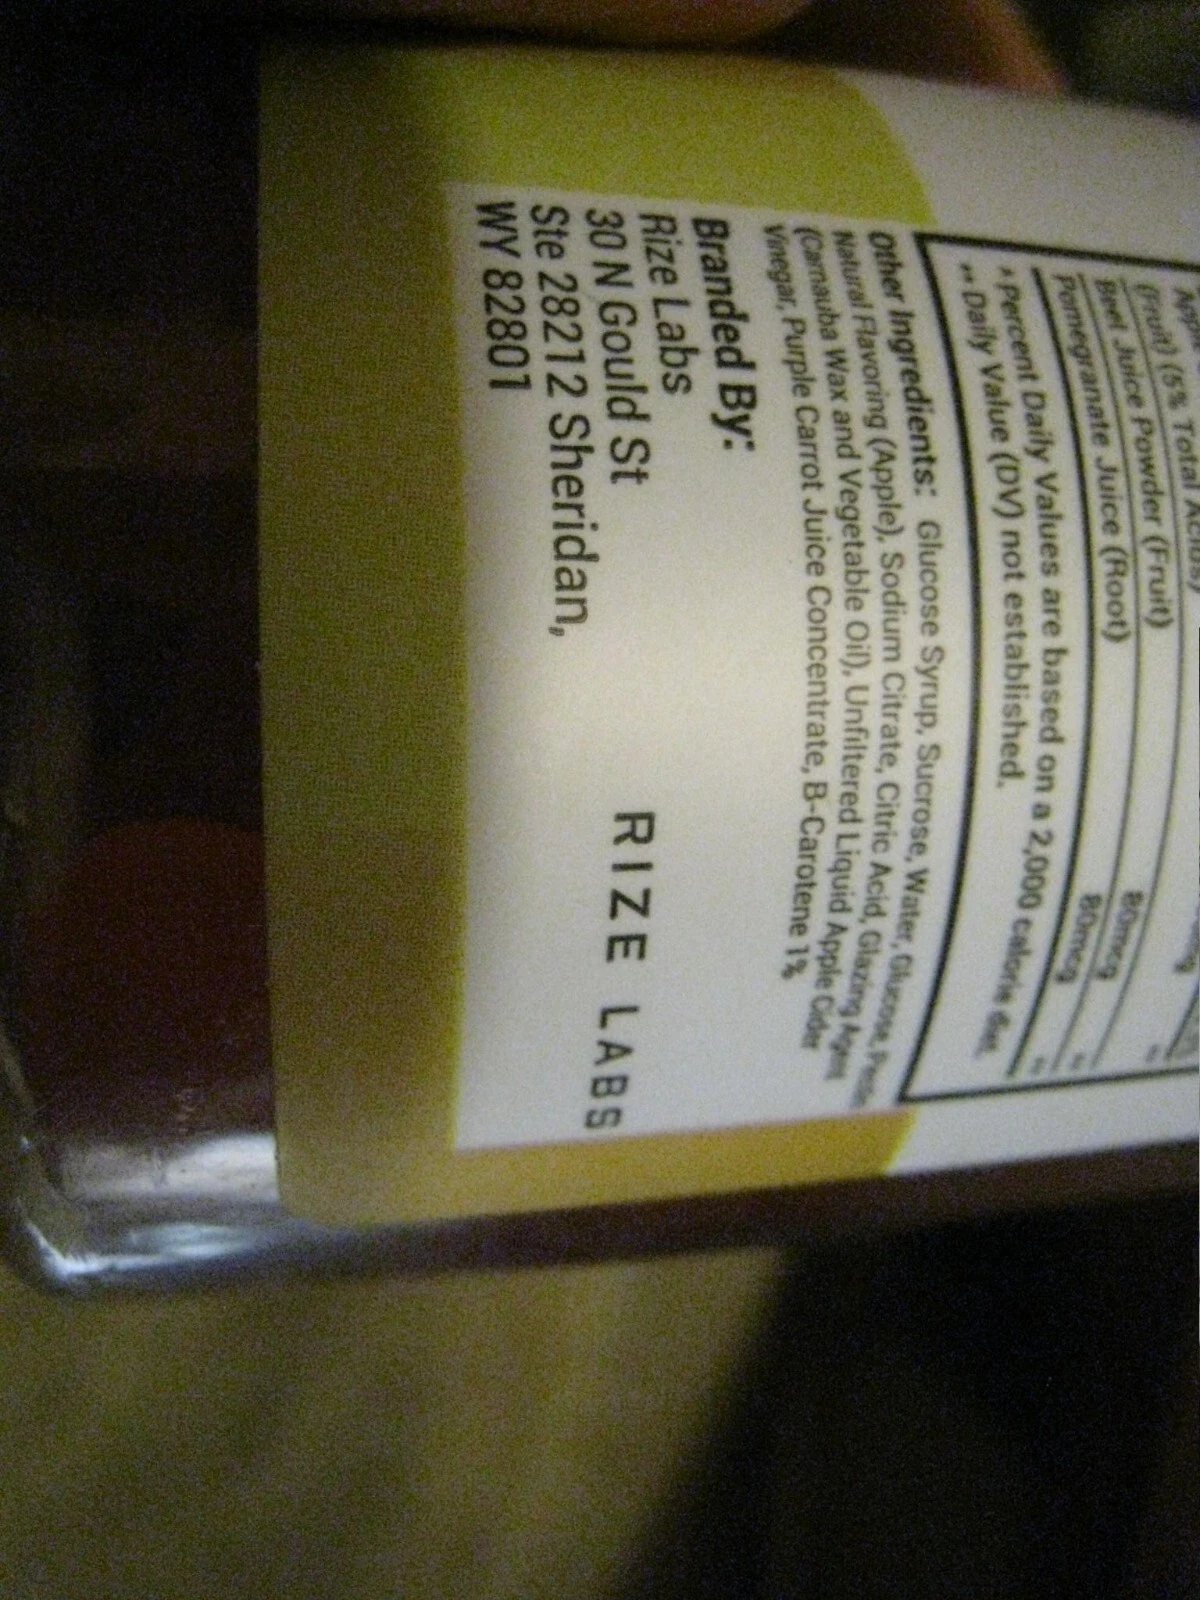 (Fruit) (5% Total Acids)
Beet Juice Powder (Fruit) 80mcg **
Pomegranate Juice (Root) 80mcg **
* Percent Daily Values are based on a 2,000 calorie diet.
** Daily Value (DV) not established.
Other Ingredients: Glucose Syrup, Sucrose, Water, Glucose, Pectin,
Natural Flavoring (Apple), Sodium Citrate, Citric Acid, Glazing Agent
(Carnauba Wax and Vegetable Oil), Unfiltered Liquid Apple Cider
Vinegar, Purple Carrot Juice Concentrate, B-Carotene 1%
Branded By:
Rize Labs
30 N Gould St
Ste 28212 Sheridan,
WY 82801
RIZE LABS